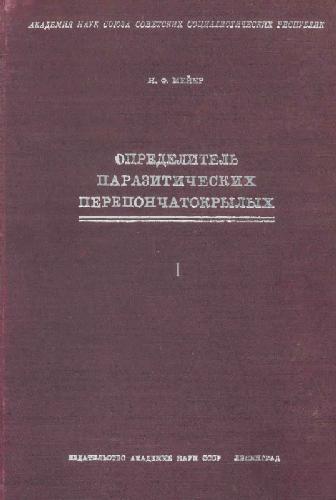 АКАДЕМИЯ НАУК СОЮЗА СОВЕТСКИХ СОЦИАЛИСТИЧЕСКИХ РЕСПУБЛИК
Н. Ф. МЕЙЕР
ОПРЕДЕЛИТЕЛЬ
ПАРАЗИТИЧЕСКИХ
ПЕРЕПОНЧАТОКРЫЛЫХ
I
ИЗДАТЕЛЬСТВО АКАДЕМИИ НАУК СССР ЛЕНИНГРАД